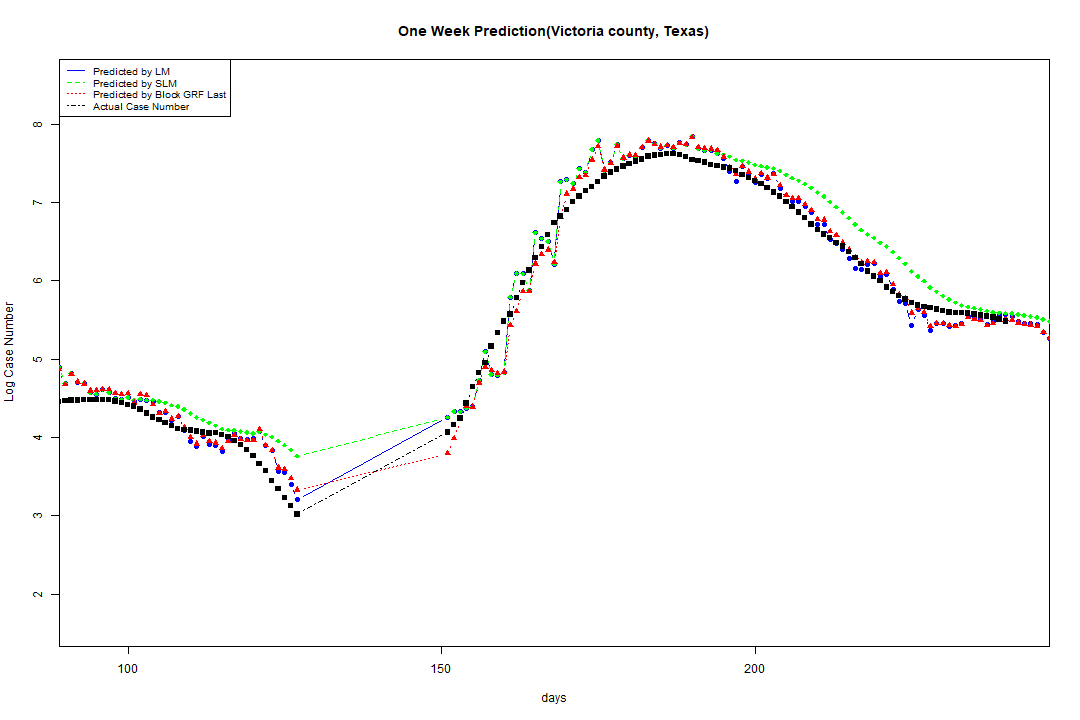 One Week Prediction(Victoria county, Texas)
Predicted by LM
Predicted by SLM
Predicted by Block GRF Last
Actual Case Number
8
7
6
5
4
3
2
Log Case Number
100
150
200
days